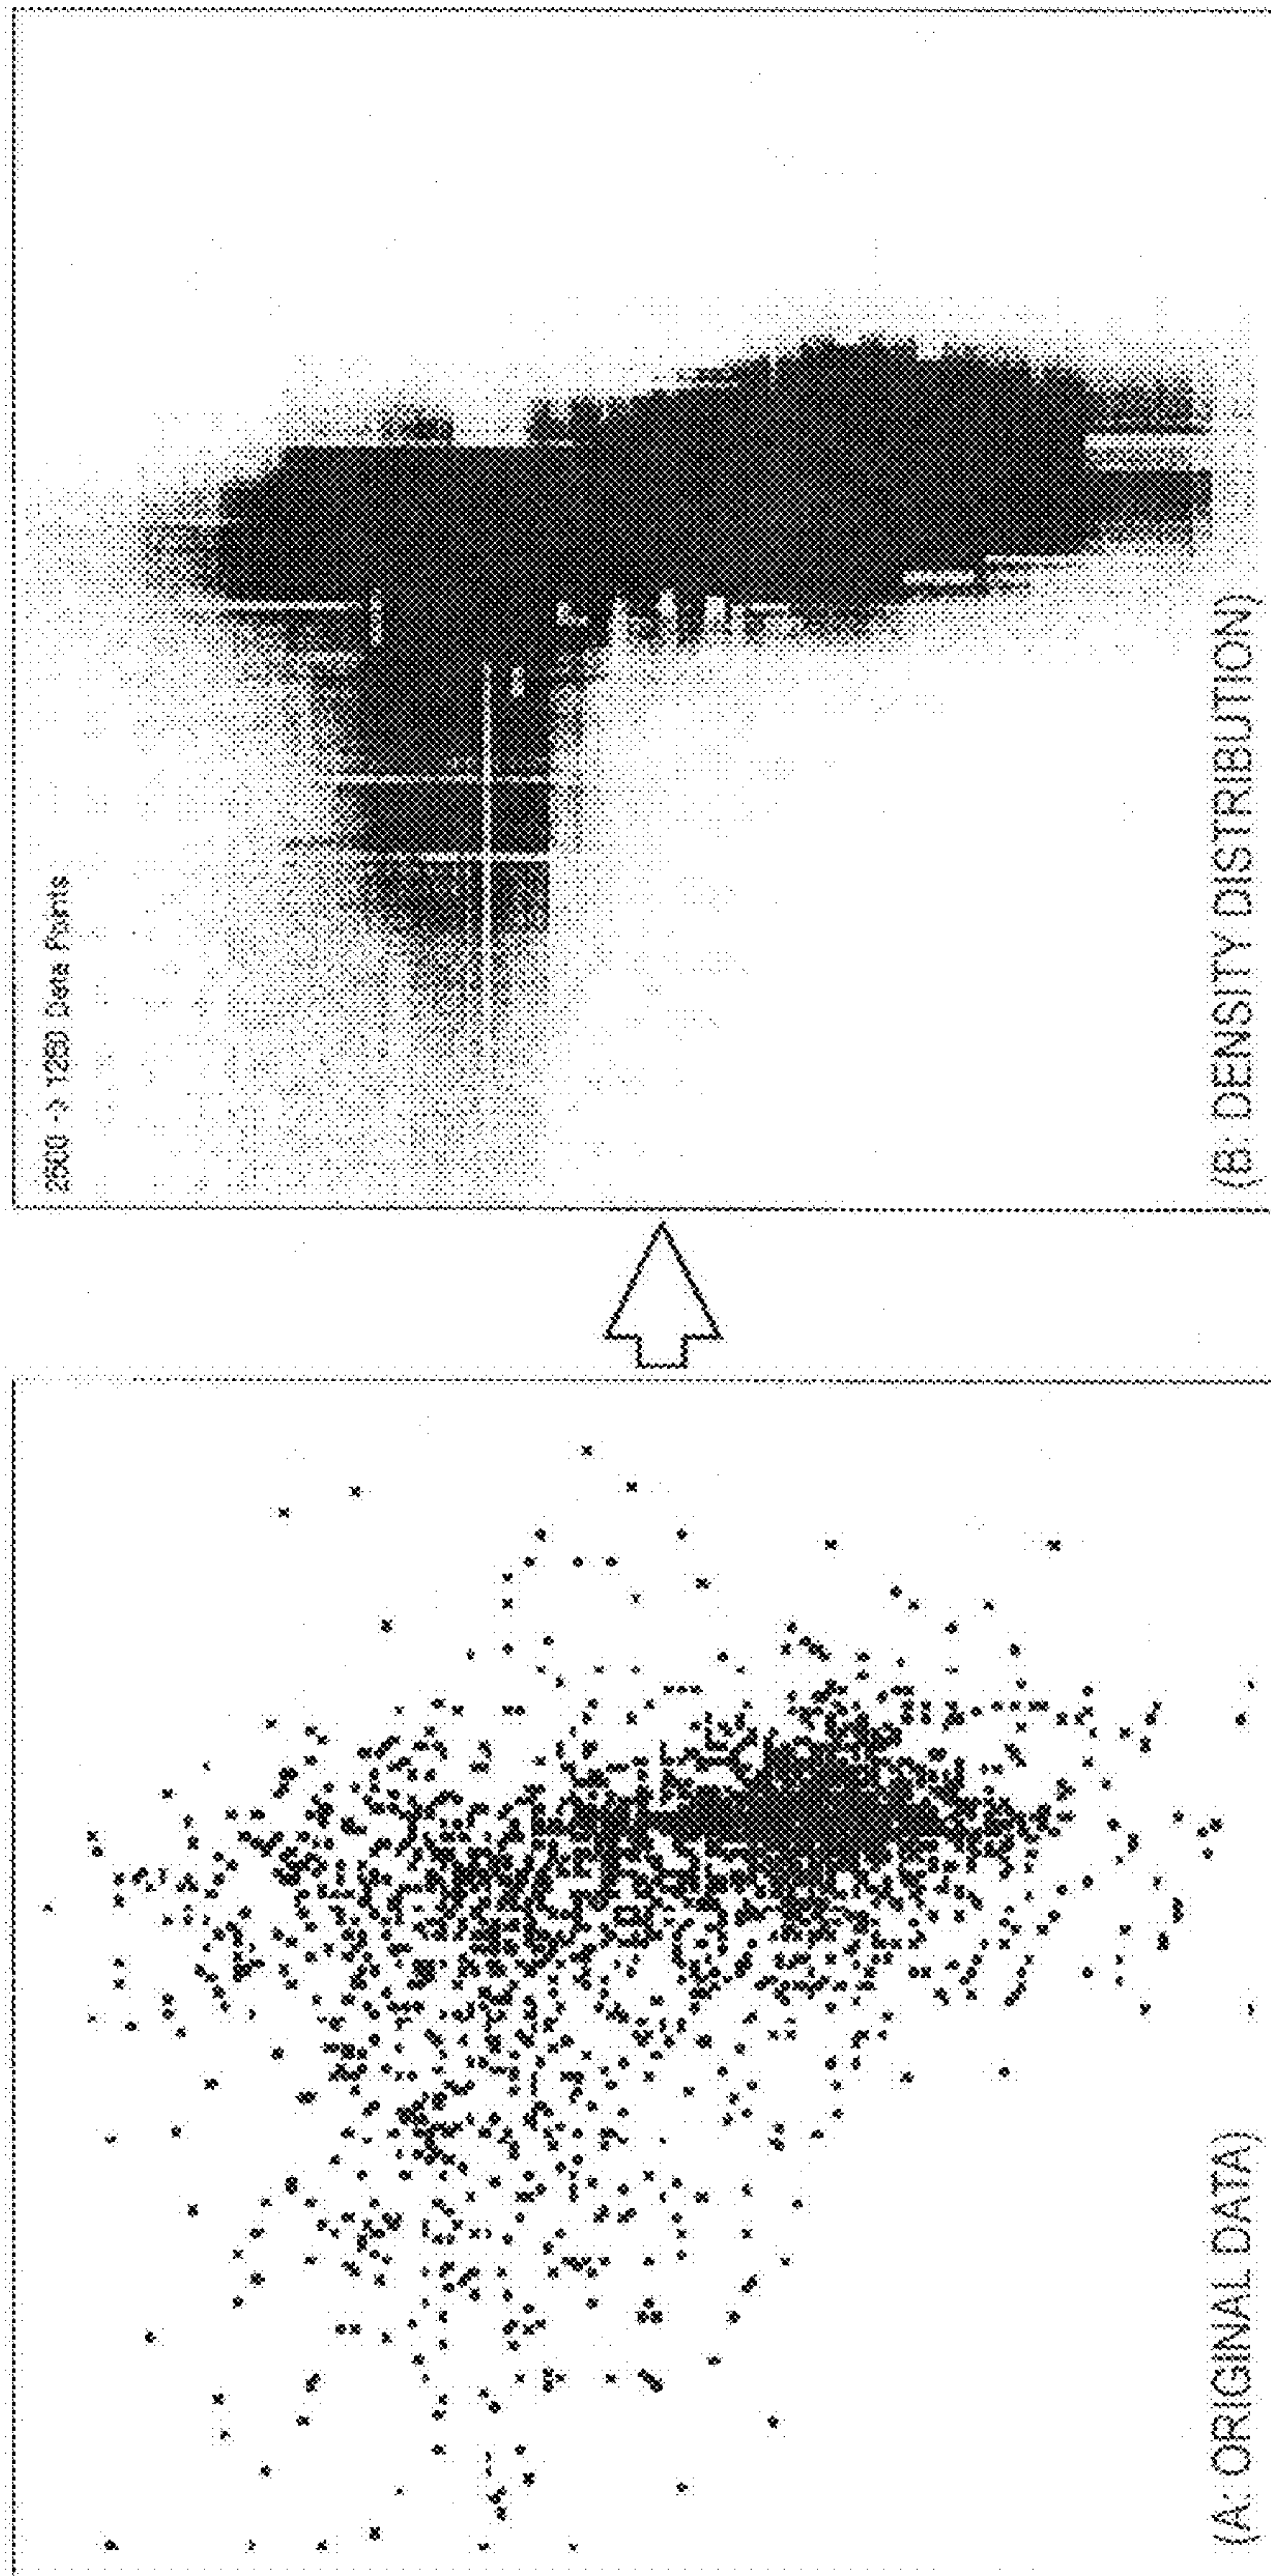 (A: ORIGINAL DATA)
2500 -> 1250 Data Points
(B: DENSITY DISTRIBUTION)